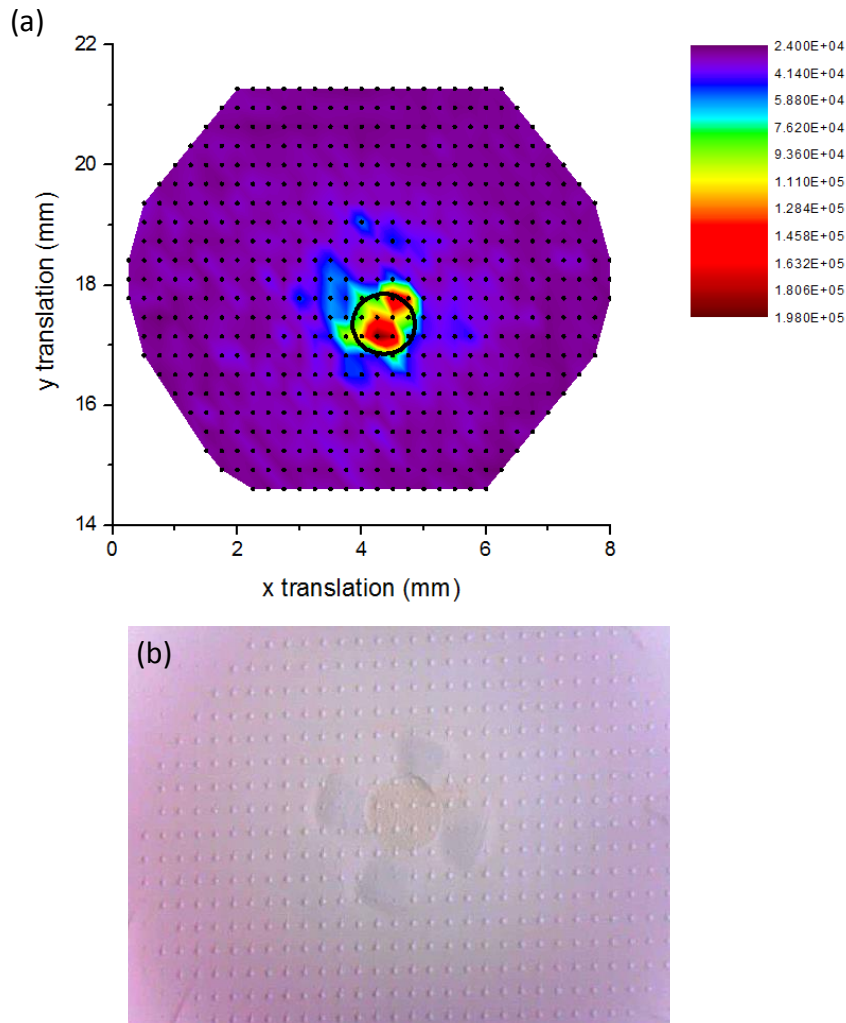 (a)
22
20
18
16
14
y translation (mm)
0 2 4 6 8
x translation (mm)
2.400E+04
4.140E+04
5.880E+04
7.620E+04
9.360E+04
1.110E+05
1.284E+05
1.458E+05
1.632E+05
1.806E+05
1.980E+05
(b)